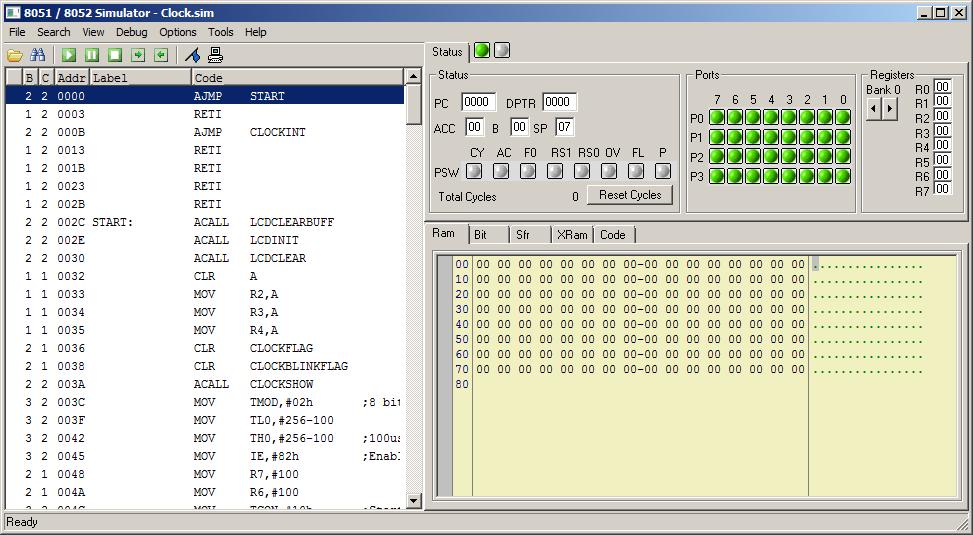 8051 / 8052 Simulator - Clock.sim
File Search View Debug Options Tools Help
B C Addr Label Code
2 2 0000 AJMP START
1 2 0003 RETI
2 2 000B AJMP CLOCKINT
1 2 0013 RETI
1 2 001B RETI
1 2 0023 RETI
1 2 002B RETI
2 2 002C START: ACALL LCDCLEARBUFF
2 2 002E ACALL LCDINIT
2 2 0030 ACALL LCDCLEAR
1 1 0032 CLR A
1 1 0033 MOV R2,A
1 1 0034 MOV R3,A
1 1 0035 MOV R4,A
2 1 0036 CLR CLOCKFLAG
2 1 0038 CLR CLOCKBLINKFLAG
2 2 003A ACALL CLOCKSHOW
3 2 003C MOV TMOD,#02h ;8 bit
3 2 003F MOV TL0,#256-100
3 2 0042 MOV TH0,#256-100 ;100us
3 2 0045 MOV IE,#82h ;Enabl
2 1 0048 MOV R7,#100
2 1 004A MOV R6,#100
Status
Status
PC 0000 DPTR 0000
ACC 00 B 00 SP 07
CY AC F0 RS1 RS0 OV FL P
PSW
Total Cycles 0 Reset Cycles
Ports
7 6 5 4 3 2 1 0
P0
P1
P2
P3
Registers
Bank 0
R0 00
R1 00
R2 00
R3 00
R4 00
R5 00
R6 00
R7 00
Ram Bit Sfr XRam Code
00 00 00 00 00 00 00 00 00-00 00 00 00 00 00 00 00 ................
10 00 00 00 00 00 00 00 00-00 00 00 00 00 00 00 00 ................
20 00 00 00 00 00 00 00 00-00 00 00 00 00 00 00 00 ................
30 00 00 00 00 00 00 00 00-00 00 00 00 00 00 00 00 ................
40 00 00 00 00 00 00 00 00-00 00 00 00 00 00 00 00 ................
50 00 00 00 00 00 00 00 00-00 00 00 00 00 00 00 00 ................
60 00 00 00 00 00 00 00 00-00 00 00 00 00 00 00 00 ................
70 00 00 00 00 00 00 00 00-00 00 00 00 00 00 00 00 ................
80
Ready